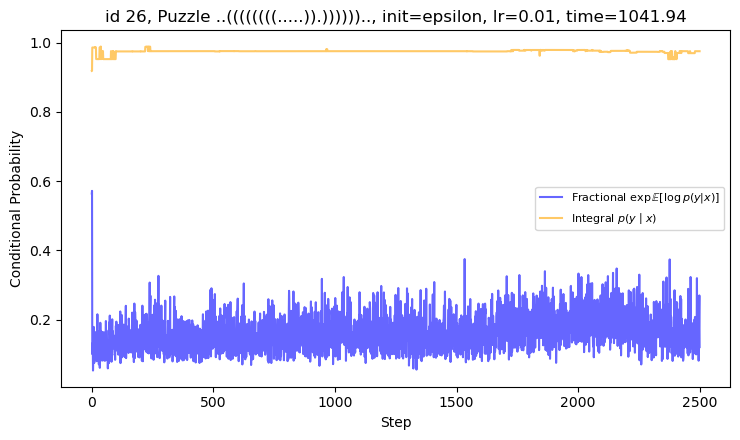 id 26, Puzzle ..((((((((.....)).))))))..,  init=epsilon, lr=0.01, time=1041.94
Conditional Probability
1.0
0.8
0.6
0.4
0.2
Fractional exp𝔼[log p(y|x)]
Integral p(y | x)
0
500
1000
1500
2000
2500
Step